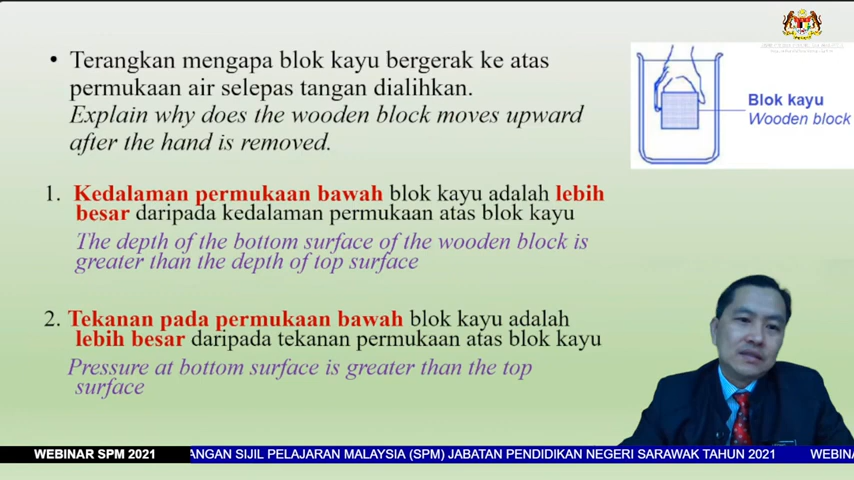 • Terangkan mengapa blok kayu bergerak ke atas
permukaan air selepas tangan dialihkan.
Explain why does the wooden block moves upward
after the hand is removed.
Blok kayu
Wooden block
1. Kedalaman permukaan bawah blok kayu adalah lebih
besar daripada kedalaman permukaan atas blok kayu
The depth of the bottom surface of the wooden block is
greater than the depth of top surface
2. Tekanan pada permukaan bawah blok kayu adalah
lebih besar daripada tekanan permukaan atas blok kayu
Pressure at bottom surface is greater than the top
surface
WEBINAR SPM 2021
ANGAN SIJIL PELAJARAN MALAYSIA (SPM) JABATAN PENDIDIKAN NEGERI SARAWAK TAHUN 2021 WEBINA